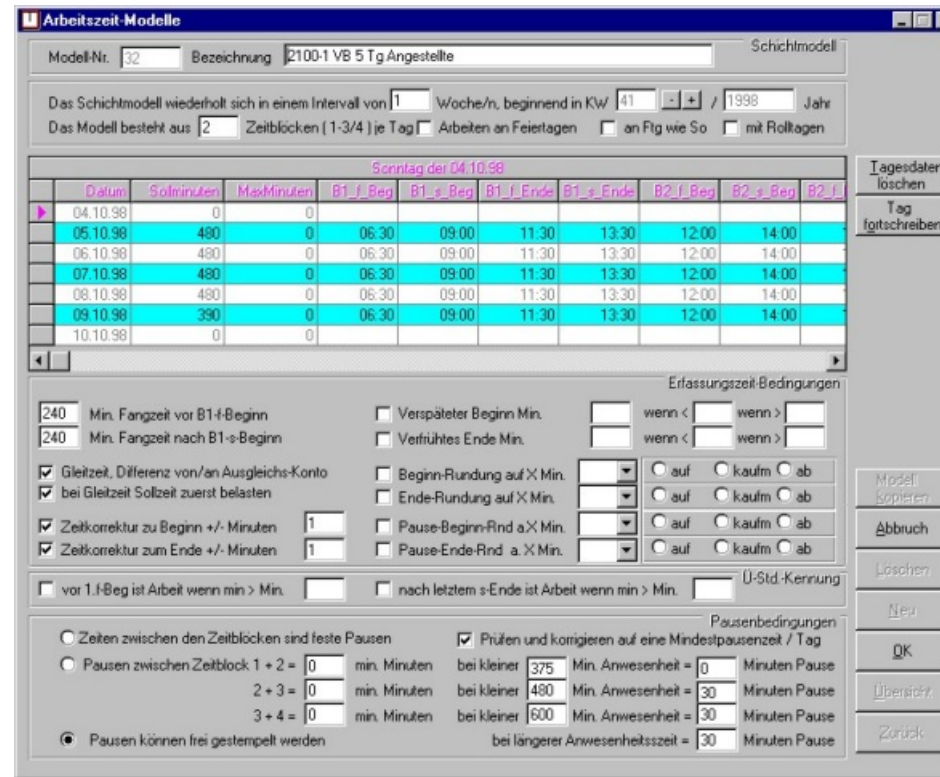 Arbeitszeit-Modelle
Schichtmodell
Modell-Nr. 32 Bezeichnung 2100-1 VB 5 Tg Angestellte
Das Schichtmodell wiederholt sich in einem Intervall von 1 Woche/n, beginnend in KW 41 - + / 1998 Jahr
Das Modell besteht aus 2 Zeitblöcken ( 1-3/4 ) je Tag Arbeiten an Feiertagen an Ftg wie So mit Rolltagen
Sonntag der 04.10.98
Datum Sollminuten MaxMinuten B1_f_Beg B1_s_Beg B1_f_Ende B1_s_Ende B2_f_Beg B2_s_Beg B2_f_
04.10.98 0 0
05.10.98 480 0 06:30 09:00 11:30 13:30 12:00 14:00
06.10.98 480 0 06:30 09:00 11:30 13:30 12:00 14:00
07.10.98 480 0 06:30 09:00 11:30 13:30 12:00 14:00
08.10.98 480 0 06:30 09:00 11:30 13:30 12:00 14:00
09.10.98 390 0 06:30 09:00 11:30 13:30 12:00 14:00
10.10.98 0 0
Tagesdaten löschen
Tag fortschreiben
Erfassungszeit-Bedingungen
240 Min. Fangzeit vor B1-f-Beginn Verspäteter Beginn Min. wenn < wenn >
240 Min. Fangzeit nach B1-s-Beginn Verfrühtes Ende Min. wenn < wenn >
Gleitzeit, Differenz von/an Ausgleichs-Konto Beginn-Rundung auf X Min. auf kaufm ab
bei Gleitzeit Sollzeit zuerst belasten Ende-Rundung auf X Min. auf kaufm ab
Zeitkorrektur zu Beginn +/- Minuten 1 Pause-Beginn-Rnd a.X Min. auf kaufm ab
Zeitkorrektur zum Ende +/- Minuten 1 Pause-Ende-Rnd a. X Min. auf kaufm ab
Ü-Std.-Kennung
vor 1.f-Beg ist Arbeit wenn min > Min. nach letztem s-Ende ist Arbeit wenn min > Min.
Pausenbedingungen
Zeiten zwischen den Zeitblöcken sind feste Pausen Prüfen und korrigieren auf eine Mindestpausenzeit / Tag
Pausen zwischen Zeitblock 1 + 2 = 0 min. Minuten bei kleiner 375 Min. Anwesenheit = 0 Minuten Pause
2 + 3 = 0 min. Minuten bei kleiner 480 Min. Anwesenheit = 30 Minuten Pause
3 + 4 = 0 min. Minuten bei kleiner 600 Min. Anwesenheit = 30 Minuten Pause
Pausen können frei gestempelt werden bei längerer Anwesenheitsszeit = 30 Minuten Pause
Modell kopieren
Abbruch
Löschen
Neu
OK
Übersicht
Zurück